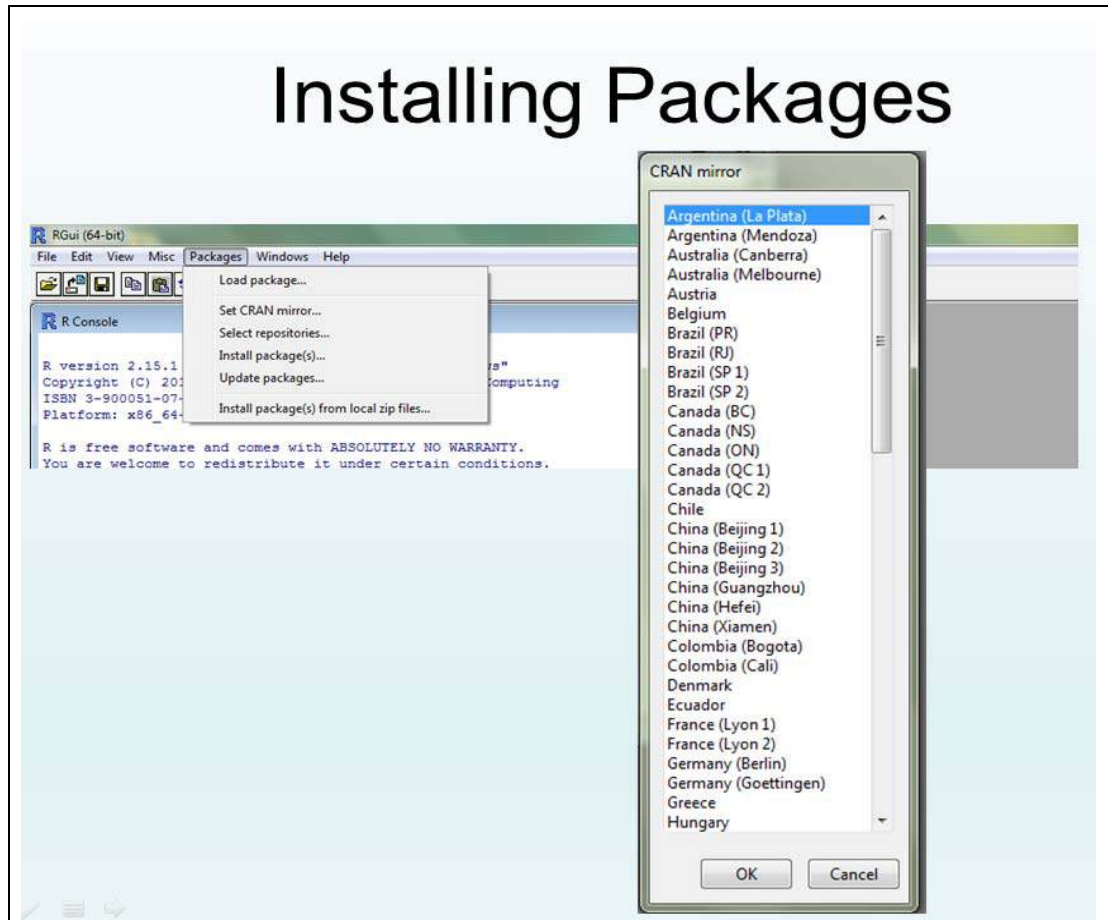 Installing Packages
RGui (64-bit)
File Edit View Misc Packages Windows Help
Load package...
Set CRAN mirror...
Select repositories...
Install package(s)...
Update packages...
Install package(s) from local zip files...
R Console
R version 2.15.1
Copyright (C) 201 Computing
ISBN 3-900051-07-
Platform: x86_64-
R is free software and comes with ABSOLUTELY NO WARRANTY.
You are welcome to redistribute it under certain conditions.
CRAN mirror
Argentina (La Plata)
Argentina (Mendoza)
Australia (Canberra)
Australia (Melbourne)
Austria
Belgium
Brazil (PR)
Brazil (RJ)
Brazil (SP 1)
Brazil (SP 2)
Canada (BC)
Canada (NS)
Canada (ON)
Canada (QC 1)
Canada (QC 2)
Chile
China (Beijing 1)
China (Beijing 2)
China (Beijing 3)
China (Guangzhou)
China (Hefei)
China (Xiamen)
Colombia (Bogota)
Colombia (Cali)
Denmark
Ecuador
France (Lyon 1)
France (Lyon 2)
Germany (Berlin)
Germany (Goettingen)
Greece
Hungary
OK Cancel